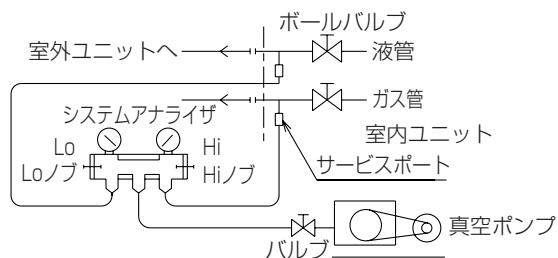 ボールバルブ
室外ユニットへ
液管
ガス管
システムアナライザ
Lo
Hi
室内ユニット
Loノブ
Hiノブ
サービスポート
真空ポンプ
バルブ